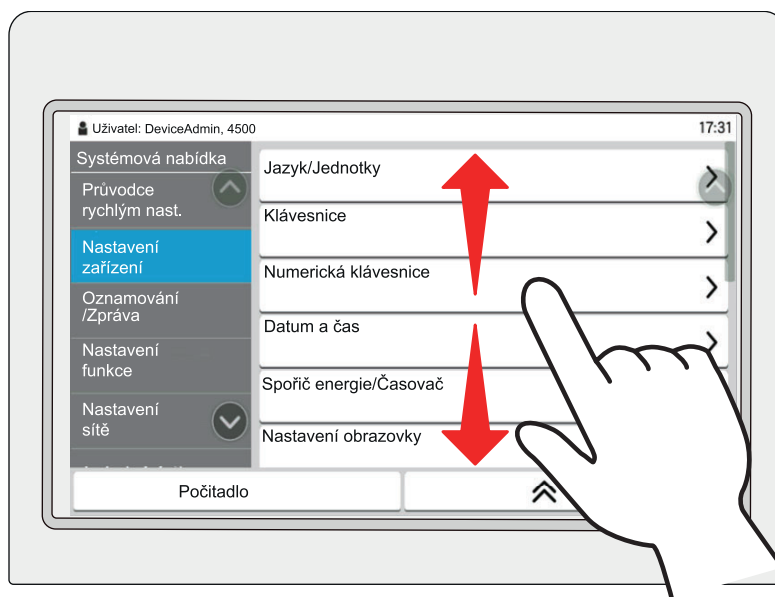 Uživatel: DeviceAdmin, 4500
17:31
Systémová nabídka
Průvodce
rychlým nast.
Nastavení
zařízení
Oznamování
/Zpráva
Nastavení
funkce
Nastavení
sítě
Jazyk/Jednotky
Klávesnice
Numerická klávesnice
Datum a čas
Spořič energie/Časovač
Nastavení obrazovky
Počitadlo